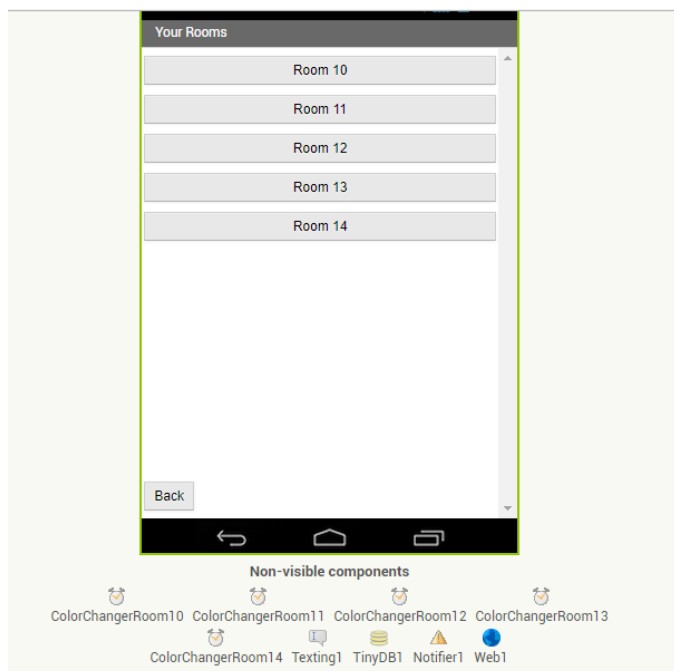 Your Rooms
Room 10
Room 11
Room 12
Room 13
Room 14
Back
Non-visible components
ColorChangerRoom10 ColorChangerRoom11 ColorChangerRoom12 ColorChangerRoom13
ColorChangerRoom14 Texting1 TinyDB1 Notifier1 Web1